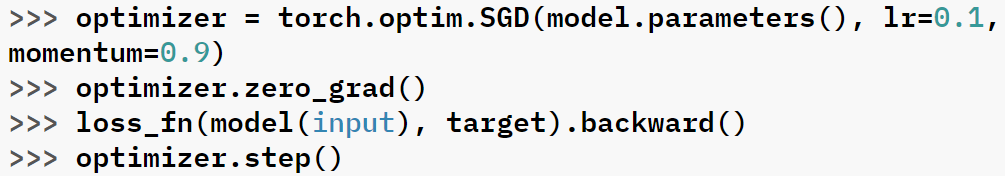 >>> optimizer = torch.optim.SGD(model.parameters(), lr=0.1,
momentum=0.9)
>>> optimizer.zero_grad()
>>> loss_fn(model(input), target).backward()
>>> optimizer.step()